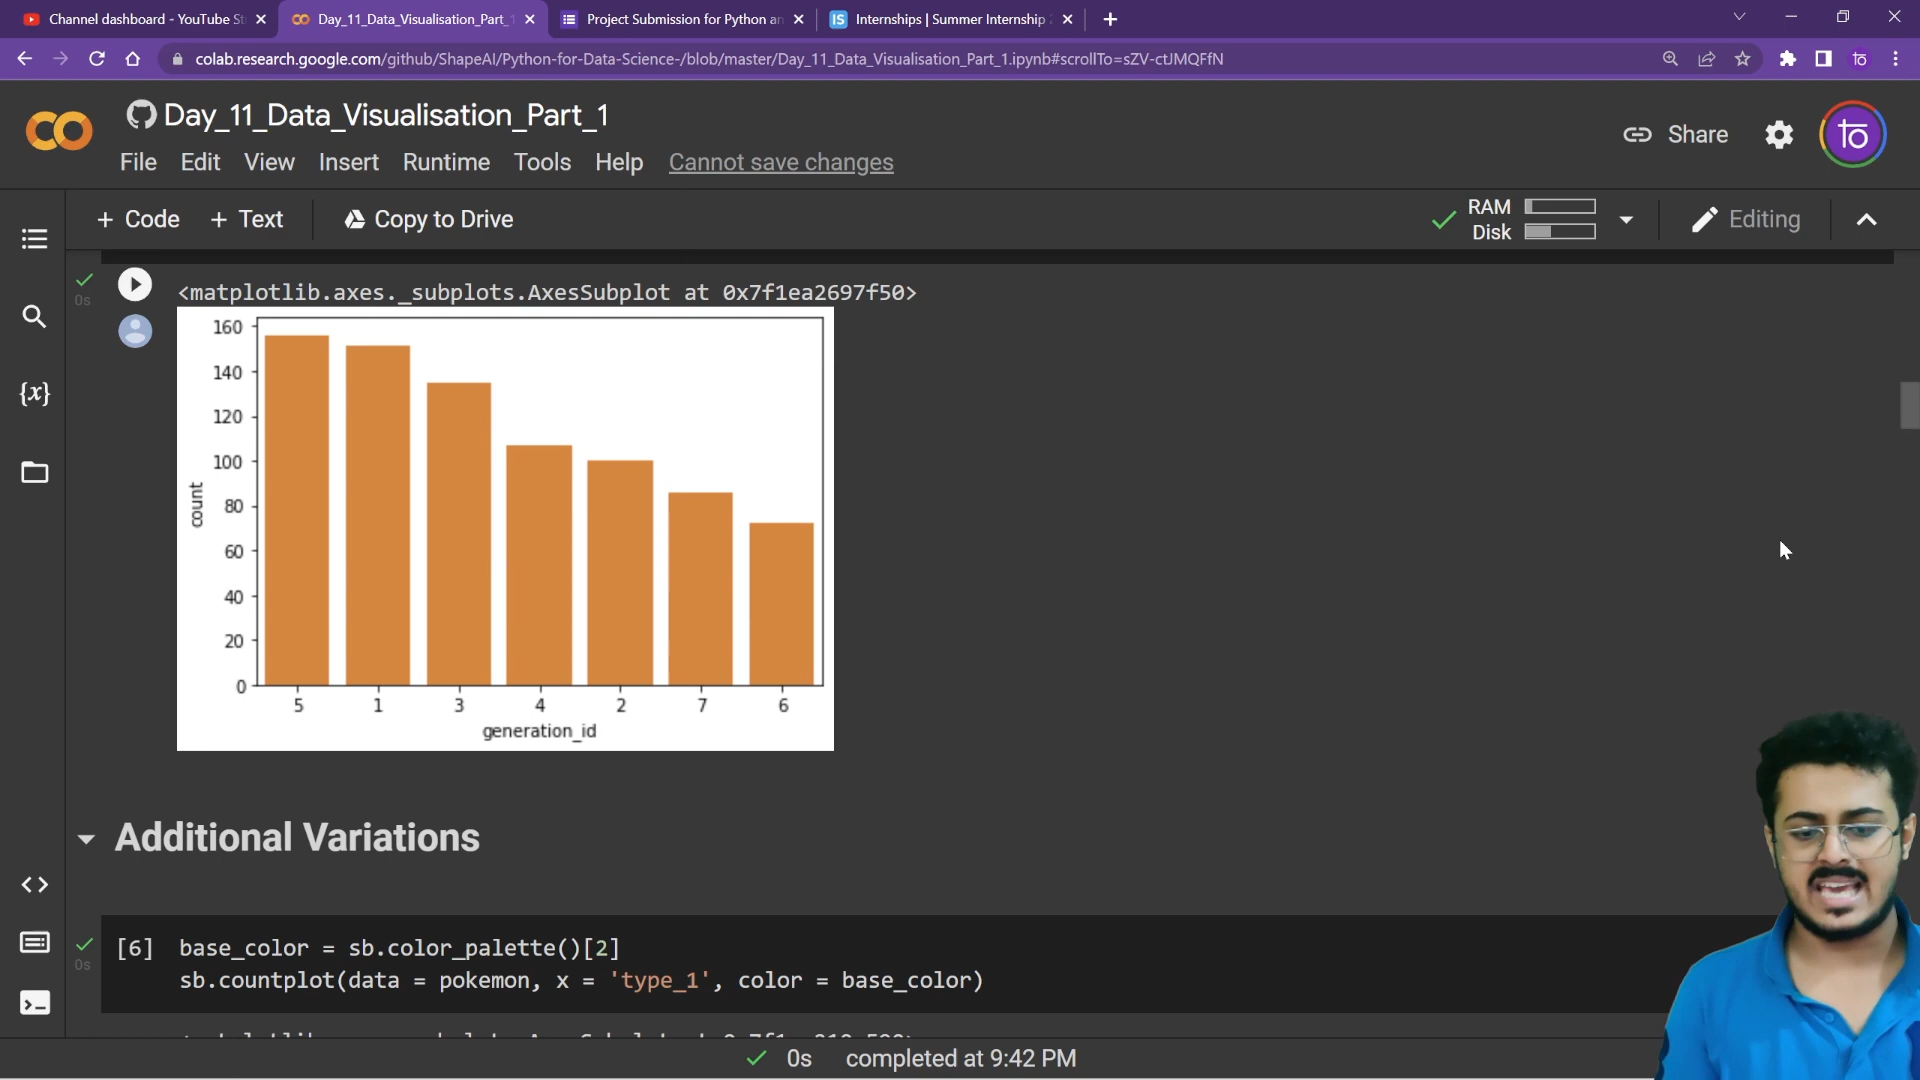 Channel dashboard - YouTube St
Day_11_Data_Visualisation_Part_1
Project Submission for Python an
Internships | Summer Internship 2
colab.research.google.com/github/ShapeAI/Python-for-Data-Science-/blob/master/Day_11_Data_Visualisation_Part_1.ipynb#scrollTo=sZV-ctJMQFfN
Day_11_Data_Visualisation_Part_1
Share
File Edit View Insert Runtime Tools Help Cannot save changes
+ Code + Text Copy to Drive
RAM
Disk
Editing
0s
<matplotlib.axes._subplots.AxesSubplot at 0x7f1ea2697f50>
160
140
120
100
80
60
40
20
0
count
5 1 3 4 2 7 6
generation_id
Additional Variations
0s
[6] base_color = sb.color_palette()[2]
sb.countplot(data = pokemon, x = 'type_1', color = base_color)
0s completed at 9:42 PM